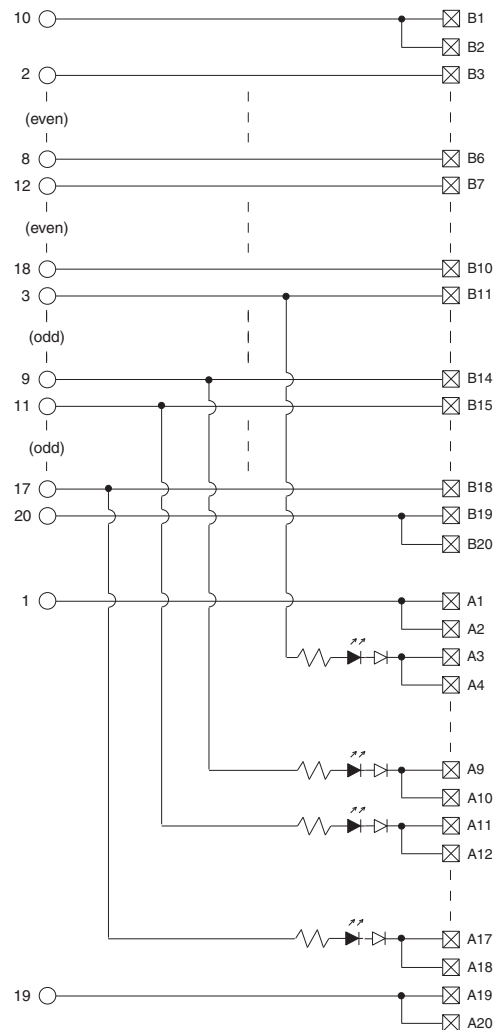 10 B1
B2
2 B3
(even)
8 B6
12 B7
(even)
18 B10
3 B11
(odd)
9 B14
11 B15
(odd)
17 B18
20 B19
B20
1 A1
A2
A3
A4
A9
A10
A11
A12
A17
A18
19 A19
A20